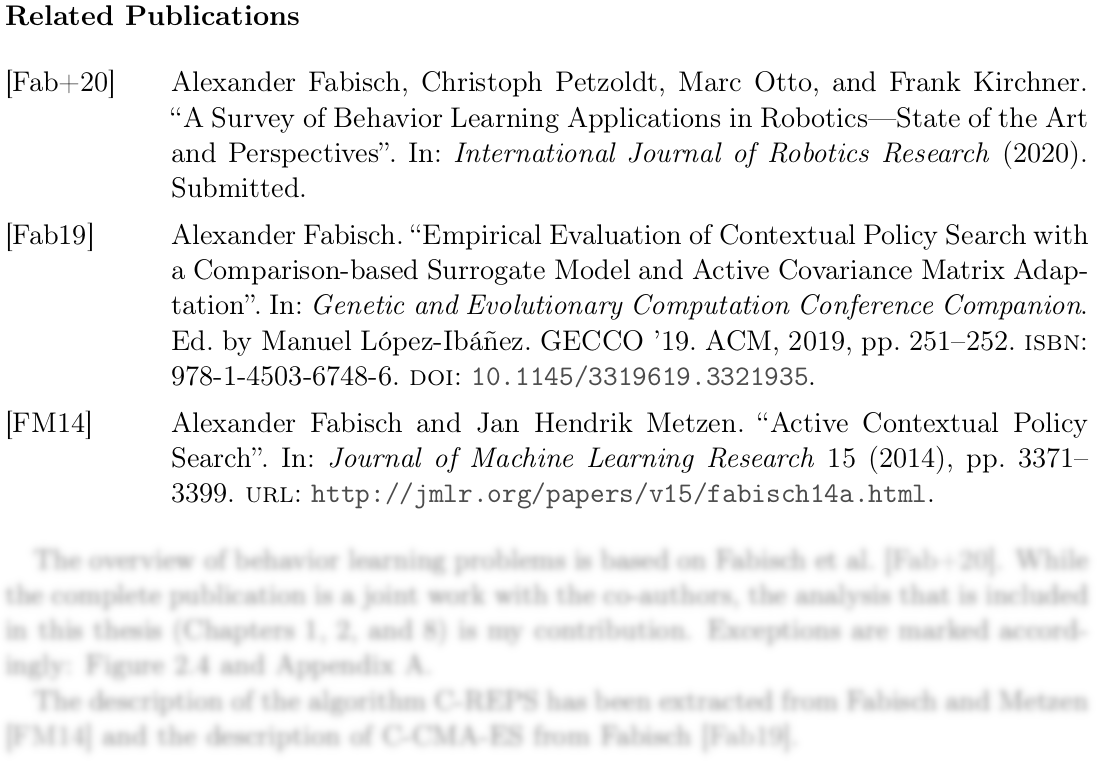 Related Publications
[Fab+20] Alexander Fabisch, Christoph Petzoldt, Marc Otto, and Frank Kirchner.
“A Survey of Behavior Learning Applications in Robotics—State of the Art
and Perspectives”. In: International Journal of Robotics Research (2020).
Submitted.
[Fab19] Alexander Fabisch. “Empirical Evaluation of Contextual Policy Search with
a Comparison-based Surrogate Model and Active Covariance Matrix Adap-
tation”. In: Genetic and Evolutionary Computation Conference Companion.
Ed. by Manuel López-Ibáñez. GECCO ’19. ACM, 2019, pp. 251–252. ISBN:
978-1-4503-6748-6. DOI: 10.1145/3319619.3321935.
[FM14] Alexander Fabisch and Jan Hendrik Metzen. “Active Contextual Policy
Search”. In: Journal of Machine Learning Research 15 (2014), pp. 3371–
3399. URL: http://jmlr.org/papers/v15/fabisch14a.html.
The overview of behavior learning problems is based on Fabisch et al. [Fab+20]. While
the complete publication is a joint work with the co-authors, the analysis that is included
in this thesis (Chapters 1, 2, and 8) is my contribution. Exceptions are marked accord-
ingly: Figure 2.4 and Appendix A.
The description of the algorithm C-REPS has been extracted from Fabisch and Metzen
[FM14] and the description of C-CMA-ES from Fabisch [Fab19].